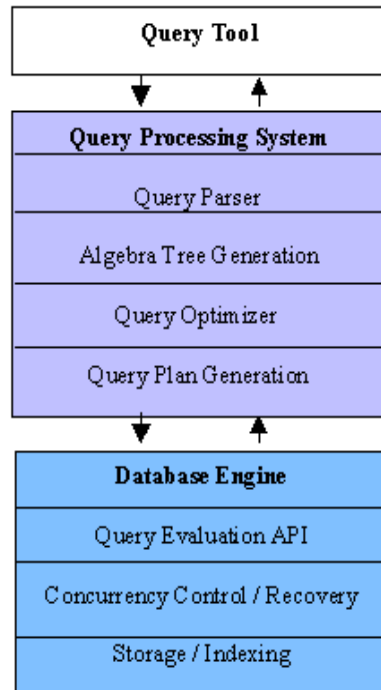 Query Tool
Query Processing System
Query Parser
Algebra Tree Generation
Query Optimizer
Query Plan Generation
Database Engine
Query Evaluation API
Concurrency Control / Recovery
Storage / Indexing